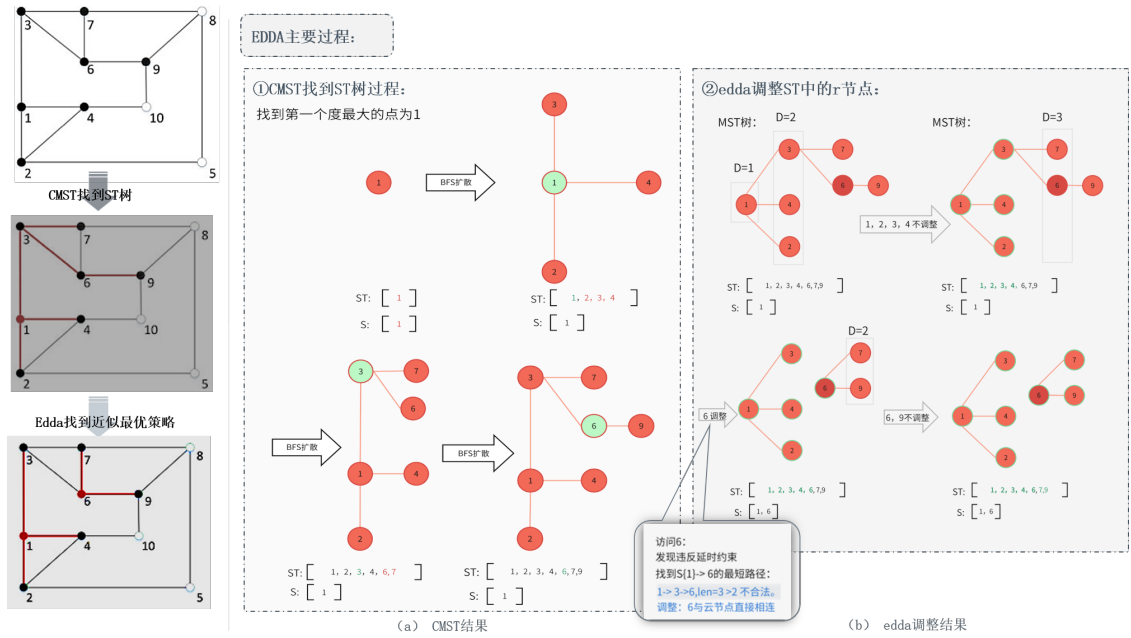 3
7
8
6
9
1
4
10
2
5
CMST找到ST树
3
7
8
6
9
1
4
10
2
5
Edda找到近似最优策略
3
7
8
6
9
1
4
10
2
5
EDDA主要过程：
①CMST找到ST树过程：
找到第一个度最大的点为1
1
BFS扩散
3
1
4
2
ST: [ 1 ]
S: [ 1 ]
ST: [ 1, 2, 3, 4 ]
S: [ 1 ]
BFS扩散
3
7
6
1
4
2
ST: [ 1, 2, 3, 4, 6,7 ]
S: [ 1 ]
BFS扩散
3
7
6
9
1
4
2
ST: [ 1, 2, 3, 4, 6,7,9 ]
S: [ 1 ]
（a） CMST结果
②edda调整ST中的r节点：
MST树：
D=2
D=1
3
7
6
9
1
4
2
ST: [ 1, 2, 3, 4, 6,7,9 ]
S: [ 1 ]
1，2，3，4 不调整
MST树：
D=3
3
7
6
9
1
4
2
ST: [ 1, 2, 3, 4, 6,7,9 ]
S: [ 1 ]
6 调整
D=2
3
7
6
9
1
4
2
ST: [ 1, 2, 3, 4, 6,7,9 ]
S: [ 1, 6 ]
6，9不调整
3
7
6
9
1
4
2
ST: [ 1, 2, 3, 4, 6,7,9 ]
S: [ 1, 6 ]
访问6：
发现违反延时约束
找到S{1}-> 6的最短路径：
1-> 3->6,len=3 >2 不合法。
调整：6与云节点直接相连
（b） edda调整结果